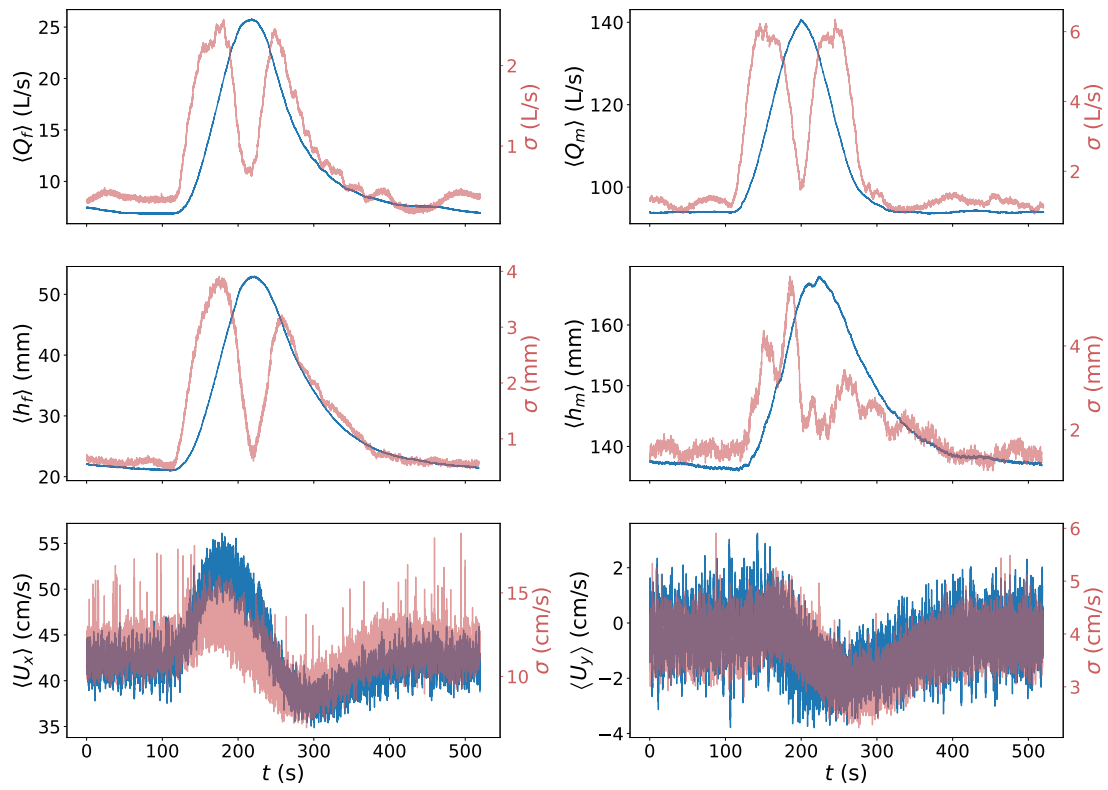 ⟨Q_f⟩ (L/s)
25
20
15
10
2
1
σ (L/s)
⟨Q_m⟩ (L/s)
140
120
100
6
4
2
σ (L/s)
⟨h_f⟩ (mm)
50
40
30
20
4
3
2
1
σ (mm)
⟨h_m⟩ (mm)
160
150
140
4
2
σ (mm)
⟨U_x⟩ (cm/s)
55
50
45
40
35
15
10
σ (cm/s)
0 100 200 300 400 500
t (s)
⟨U_y⟩ (cm/s)
2
0
−2
−4
6
5
4
3
σ (cm/s)
0 100 200 300 400 500
t (s)